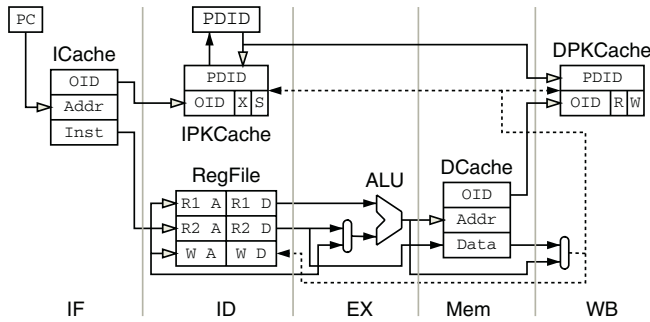 PC
PDID
ICache
DPKCache
OID
PDID
PDID
Addr
OID X S
OID R W
Inst
IPKCache
RegFile
ALU
DCache
R1 A R1 D
OID
R2 A R2 D
Addr
W A W D
Data
IF ID EX Mem WB